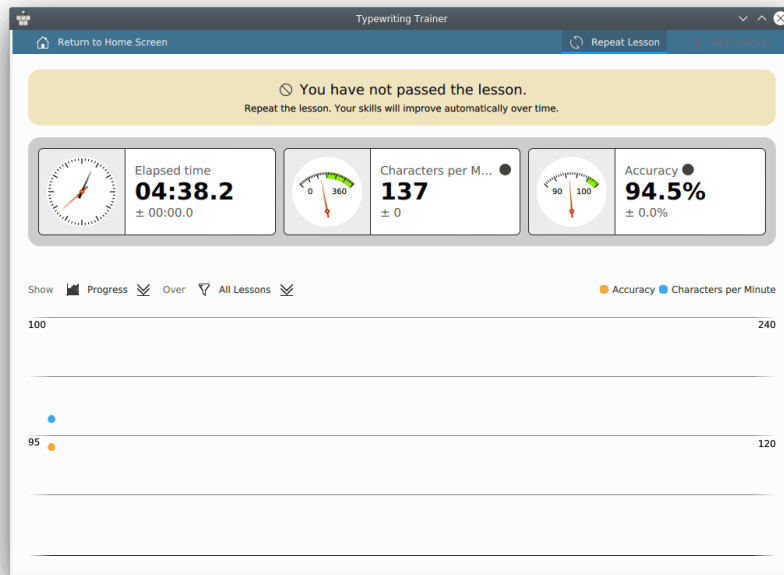 Typewriting Trainer
Return to Home Screen
Repeat Lesson
Next Lesson
You have not passed the lesson.
Repeat the lesson. Your skills will improve automatically over time.
Elapsed time
04:38.2
± 00:00.0
0 360
Characters per M...
137
± 0
90 100
Accuracy
94.5%
± 0.0%
Show Progress Over All Lessons
Accuracy Characters per Minute
100 240
95 120